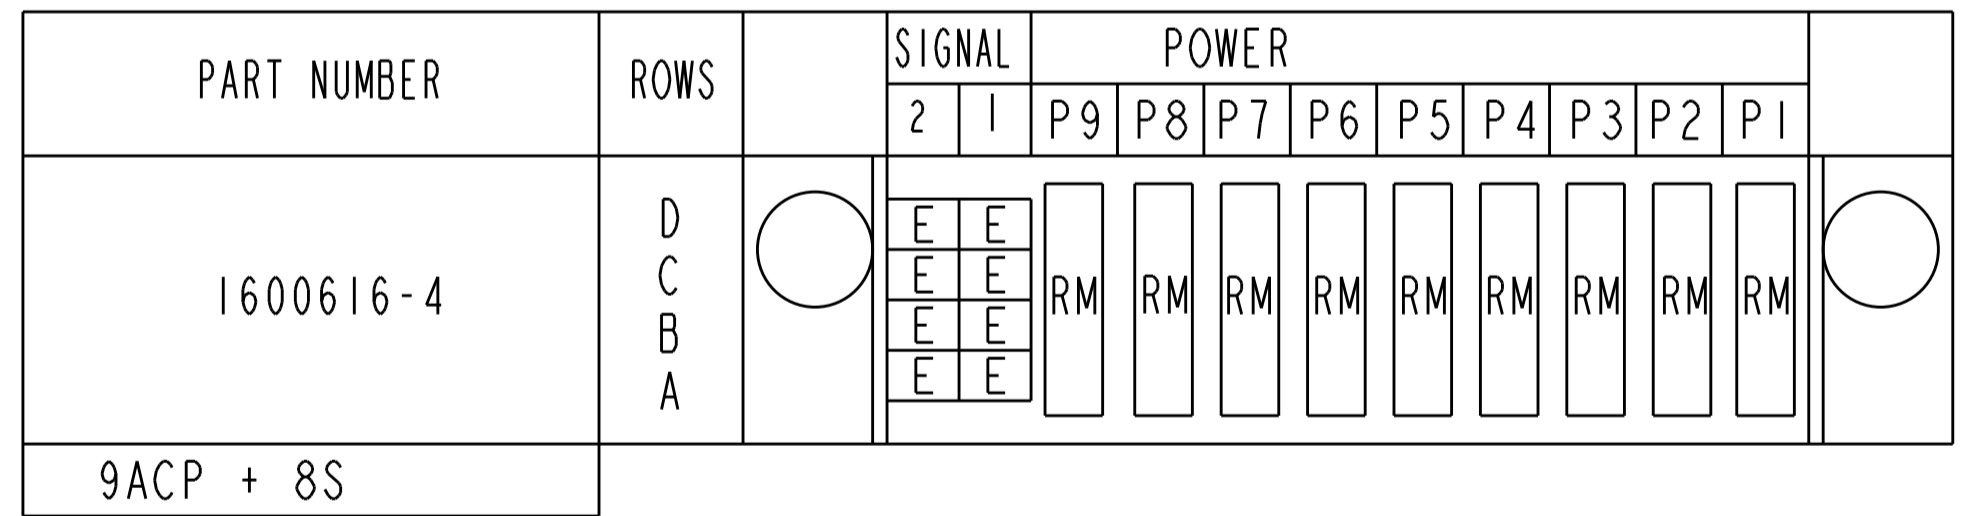 PART NUMBER ROWS SIGNAL POWER
2 1 P9 P8 P7 P6 P5 P4 P3 P2 P1
D E E
C E E
1600616-4 RM RM RM RM RM RM RM RM RM
B E E
A E E
9ACP + 8S